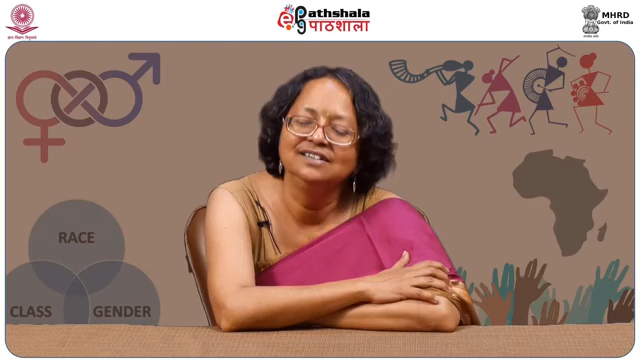 ePathshala
पाठशाला
MHRD
Govt. of India
RACE
CLASS
GENDER